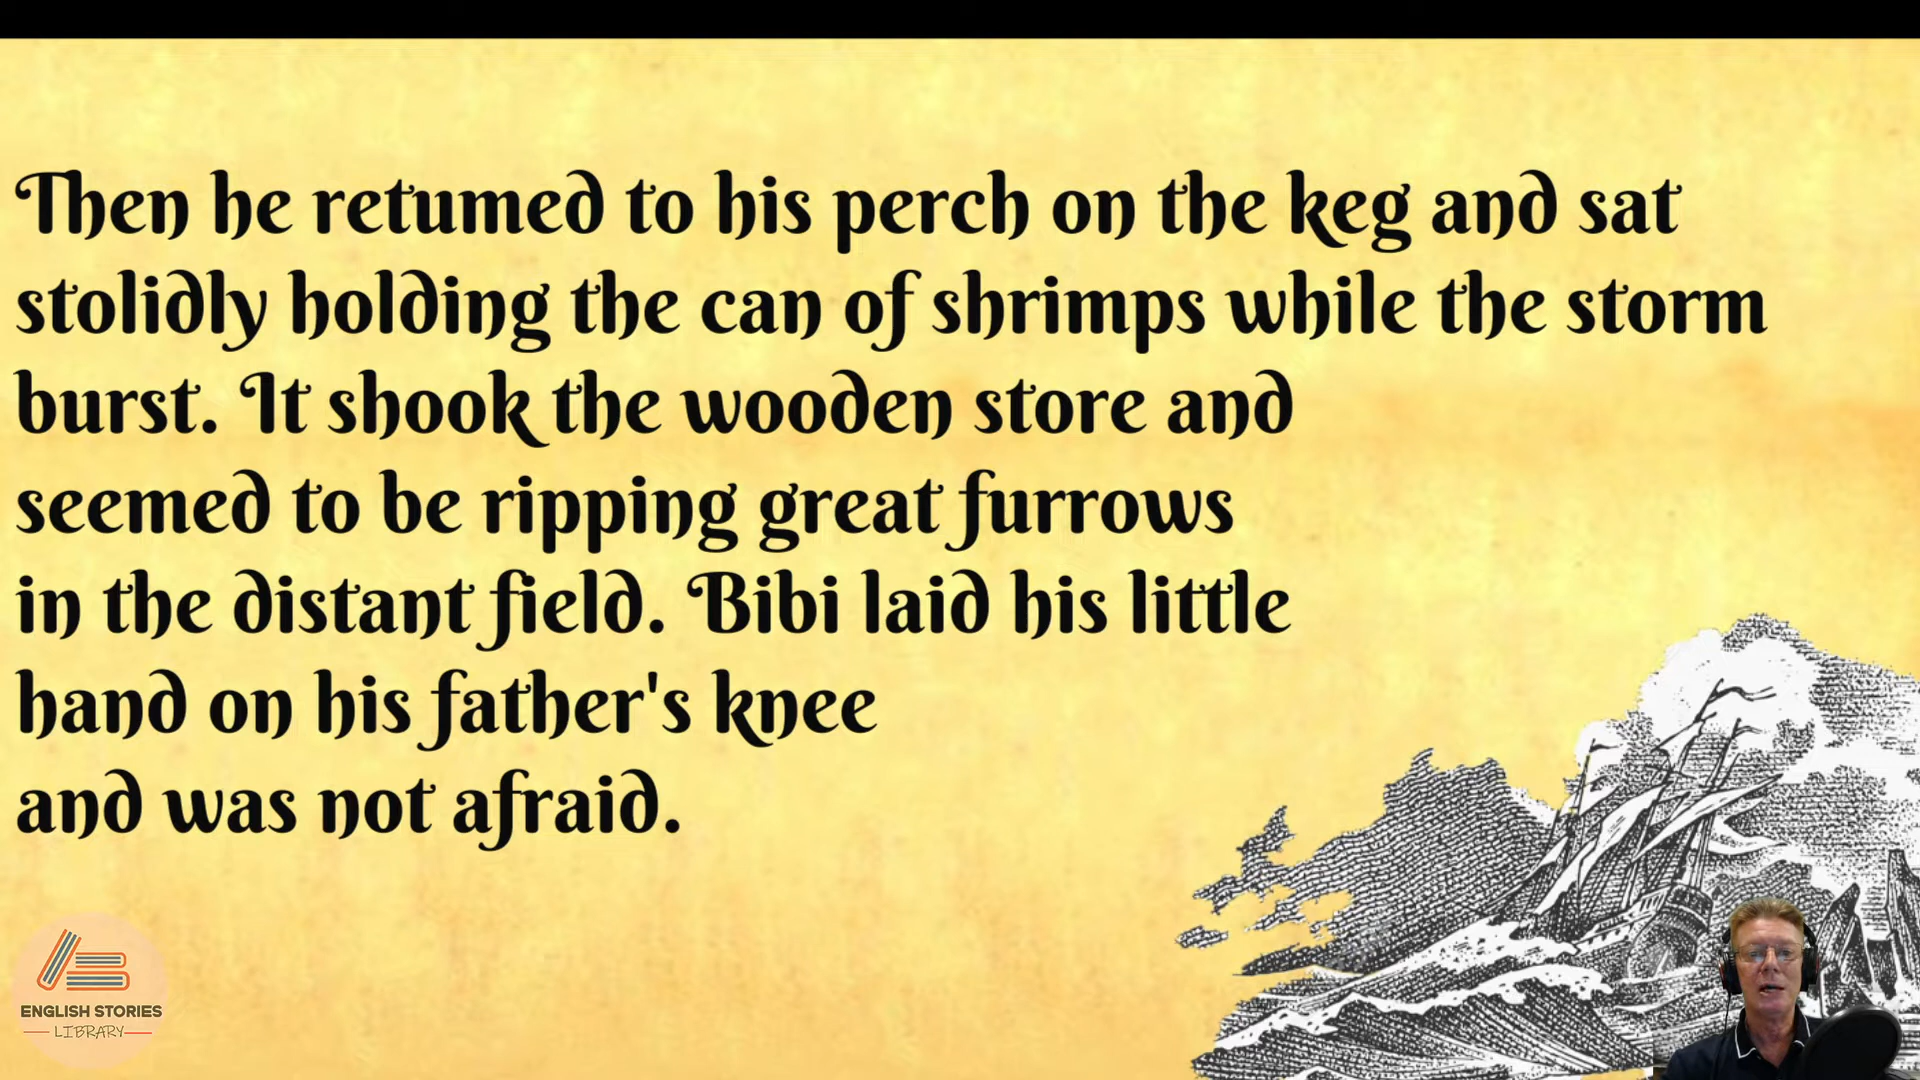 Then he retumed to his perch on the keg and sat
stolidly holding the can of shrimps while the storm
burst. It shook the wooden store and
seemed to be ripping great furrows
in the distant field. Bibi laid his little
hand on his father's knee
and was not afraid.
ENGLISH STORIES
LIBRARY